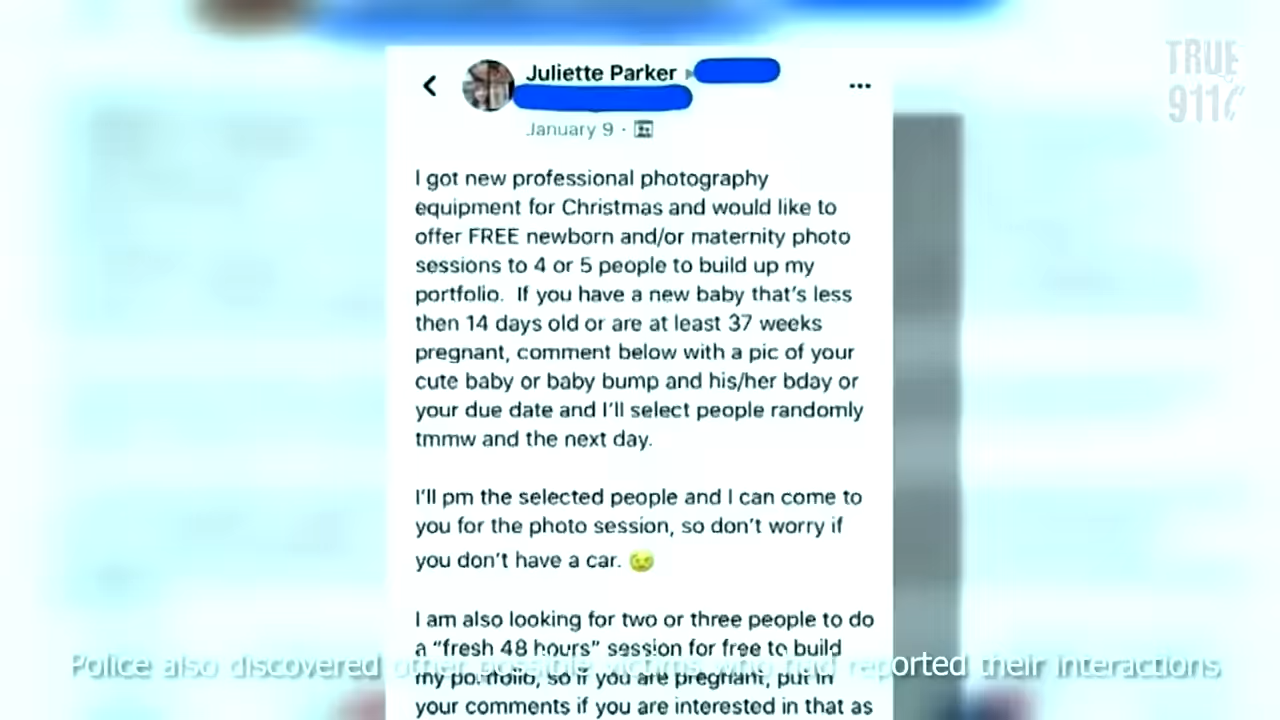 TRUE
911
Juliette Parker
January 9 ·
I got new professional photography
equipment for Christmas and would like to
offer FREE newborn and/or maternity photo
sessions to 4 or 5 people to build up my
portfolio. If you have a new baby that's less
then 14 days old or are at least 37 weeks
pregnant, comment below with a pic of your
cute baby or baby bump and his/her bday or
your due date and I'll select people randomly
tmmw and the next day.
I'll pm the selected people and I can come to
you for the photo session, so don't worry if
you don't have a car. 😉
I am also looking for two or three people to do
a "fresh 48 hours" session for free to build
my portfolio, so if you are pregnant, put in
your comments if you are interested in that as
Police also discovered other possible victims who had reported their interactions